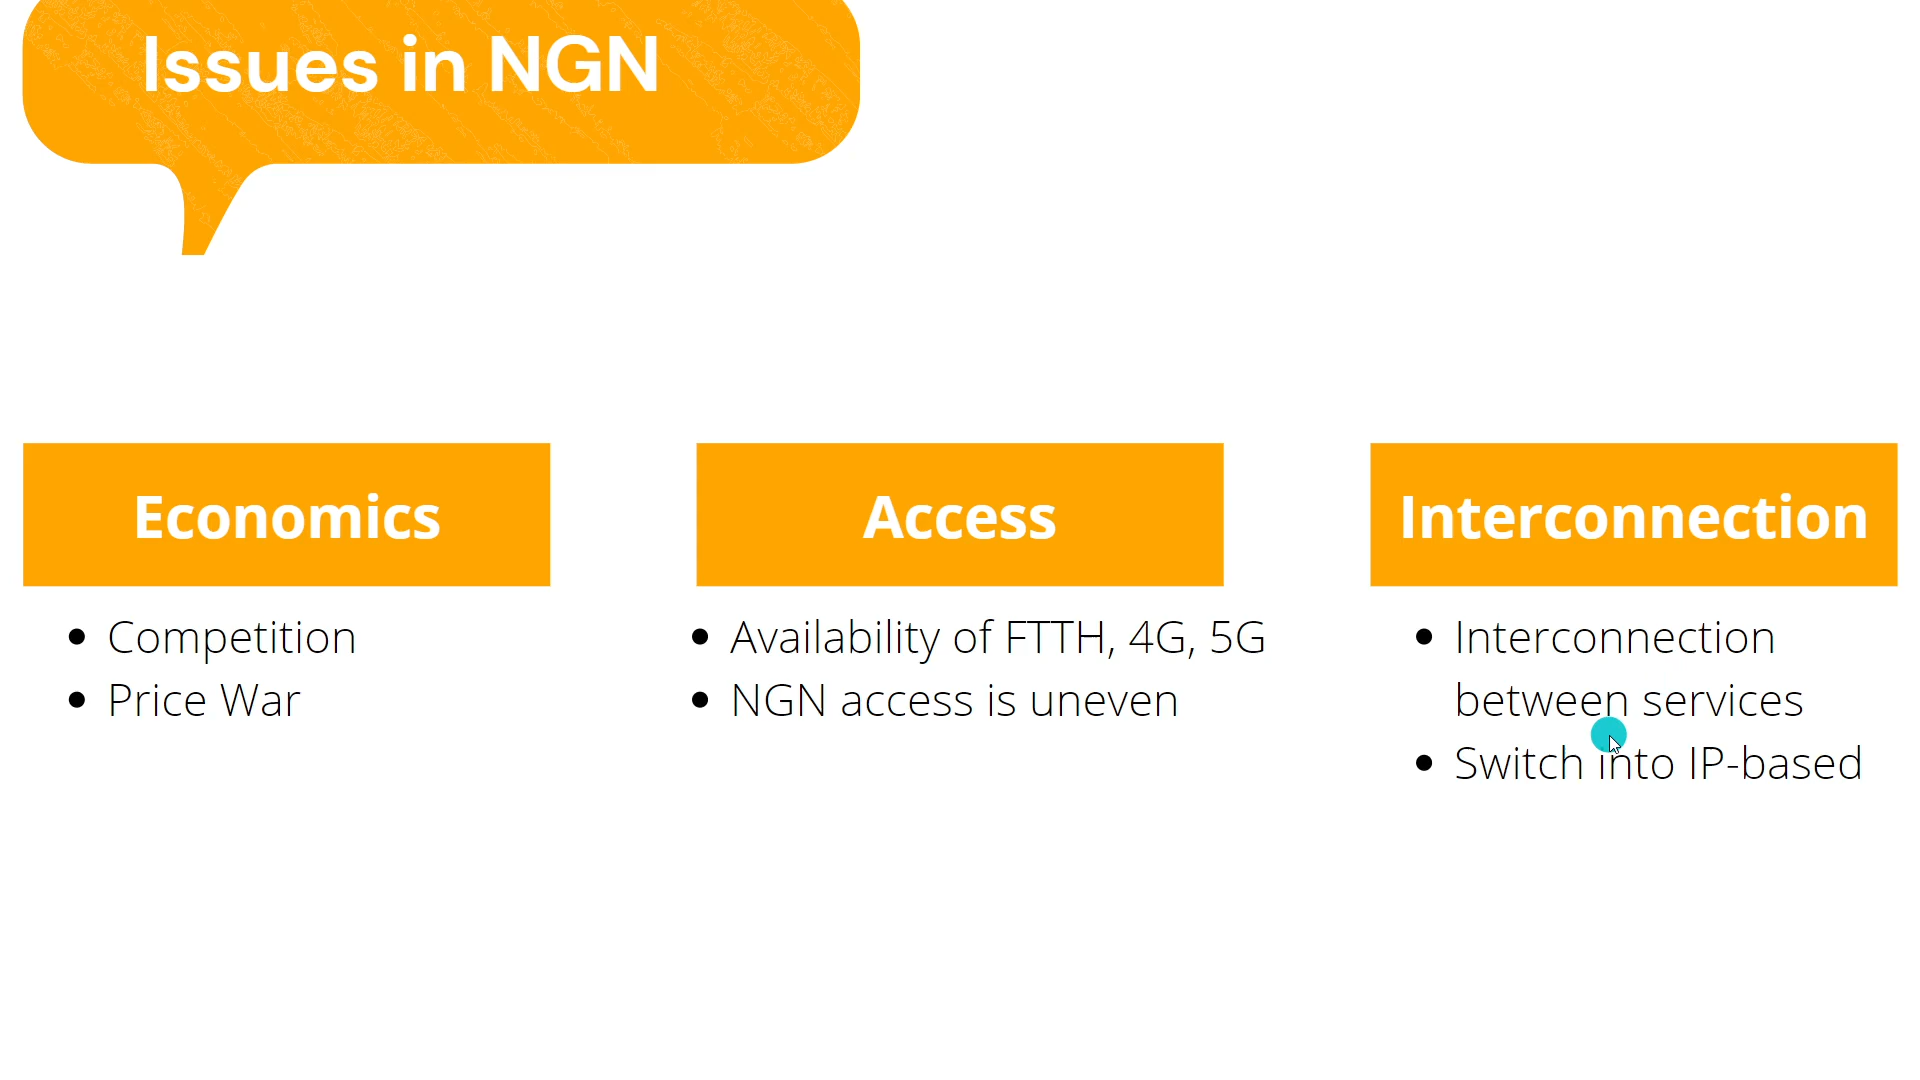 Issues in NGN
Economics
• Competition
• Price War
Access
• Availability of FTTH, 4G, 5G
• NGN access is uneven
Interconnection
• Interconnection
between services
• Switch into IP-based